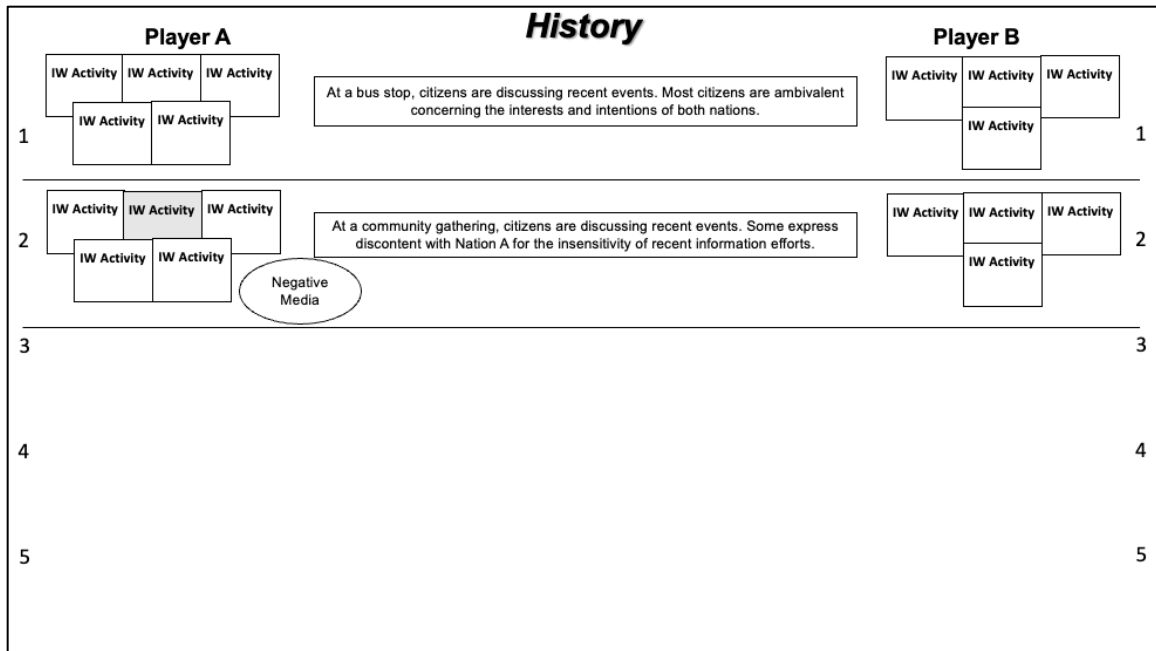 History
Player A
Player B
IW Activity IW Activity IW Activity
IW Activity IW Activity
At a bus stop, citizens are discussing recent events. Most citizens are ambivalent
concerning the interests and intentions of both nations.
IW Activity IW Activity IW Activity
IW Activity
1
1
IW Activity IW Activity IW Activity
IW Activity IW Activity
At a community gathering, citizens are discussing recent events. Some express
discontent with Nation A for the insensitivity of recent information efforts.
IW Activity IW Activity IW Activity
IW Activity
2
2
Negative
Media
3
3
4
4
5
5